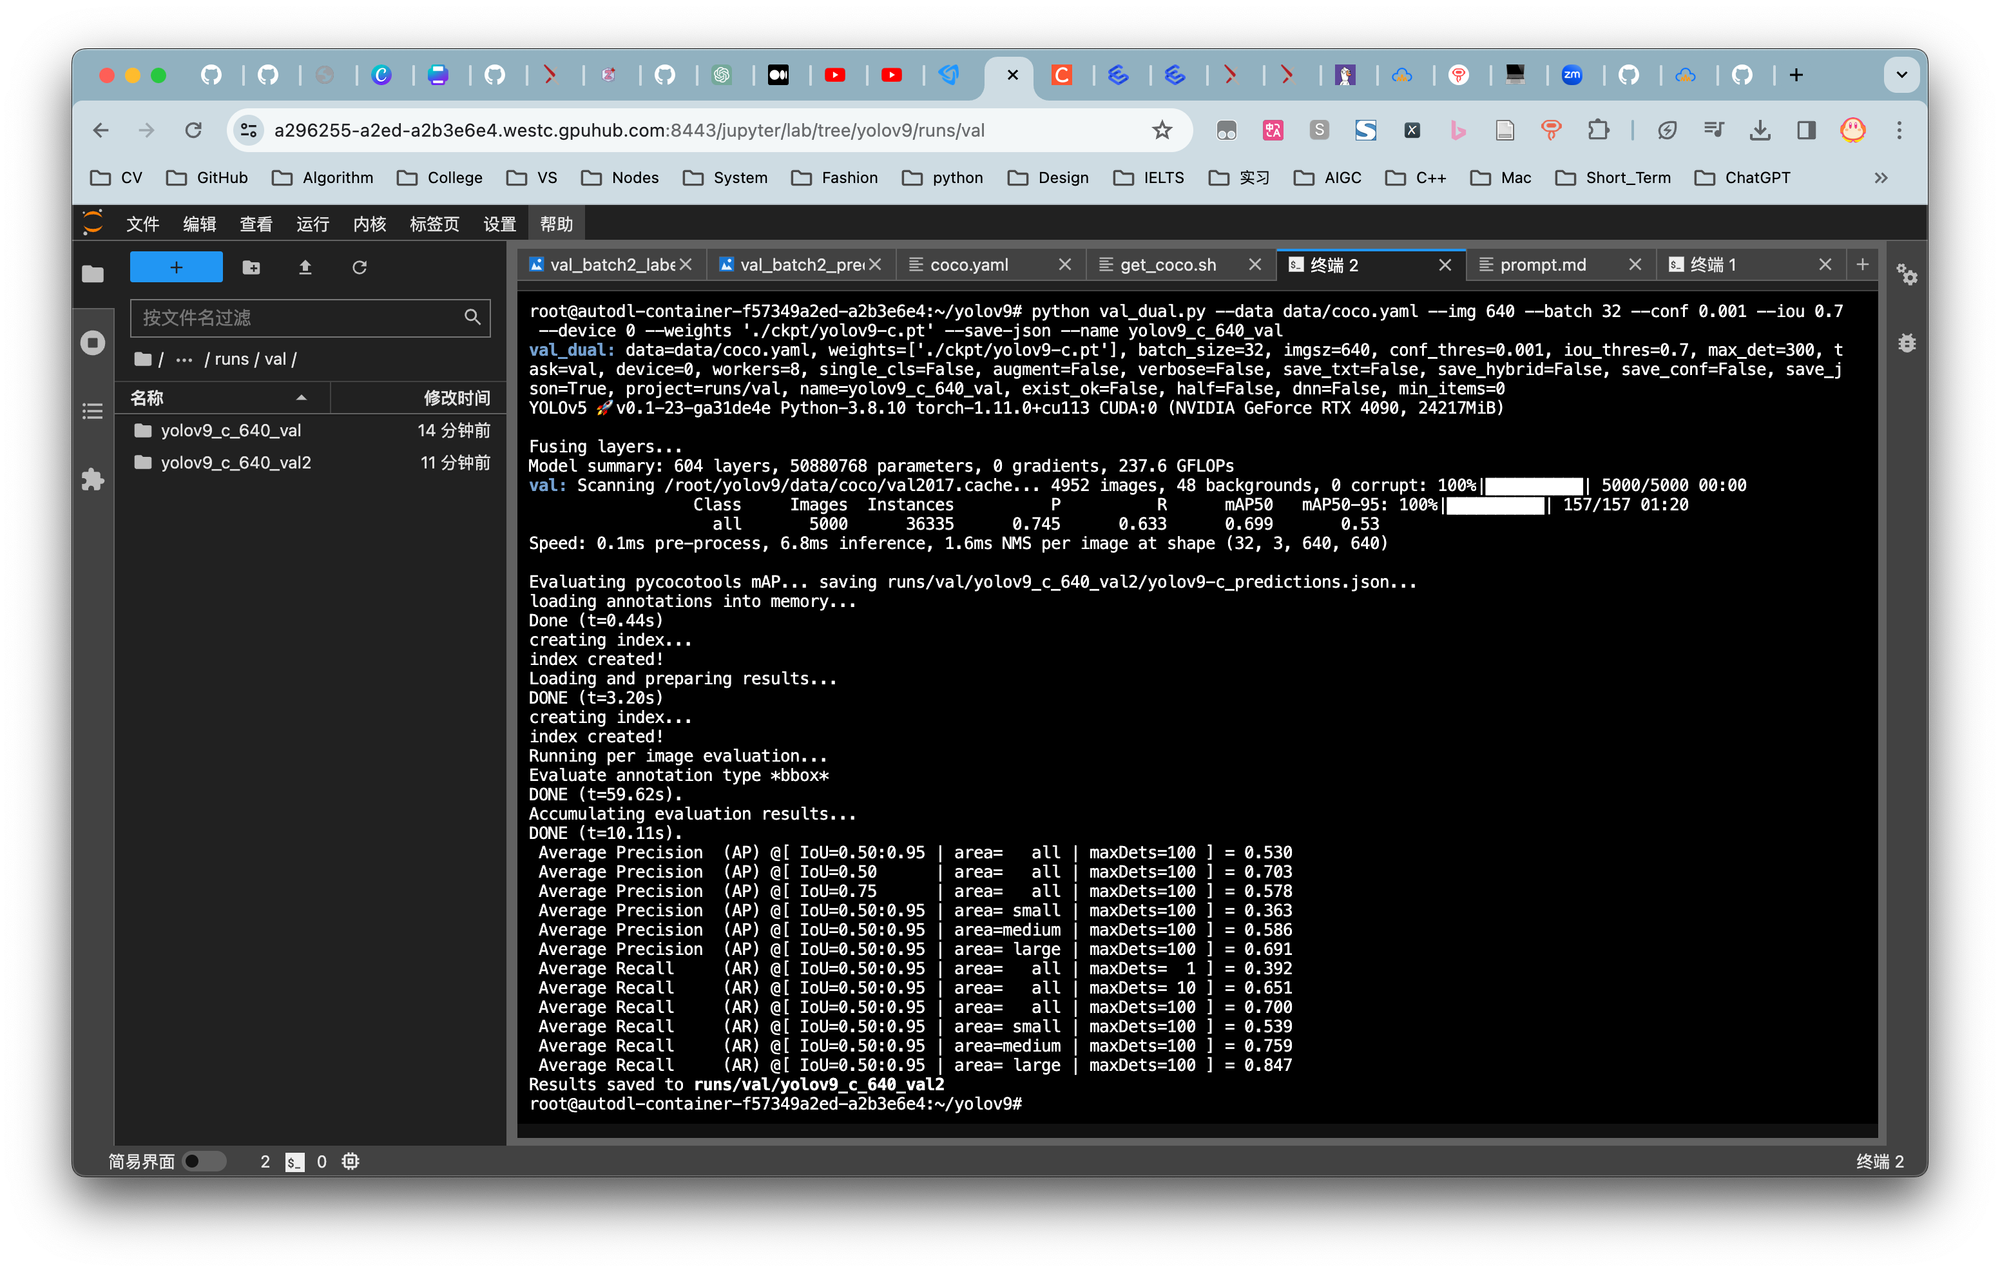 a296255-a2ed-a2b3e6e4.westc.gpuhub.com:8443/jupyter/lab/tree/yolov9/runs/val
CV GitHub Algorithm College VS Nodes System Fashion python Design IELTS 实习 AIGC C++ Mac Short_Term ChatGPT
文件 编辑 查看 运行 内核 标签页 设置 帮助
val_batch2_labe val_batch2_pre coco.yaml get_coco.sh 终端 2 prompt.md 终端 1
按文件名过滤
/ ··· / runs / val /
名称 修改时间
yolov9_c_640_val 14 分钟前
yolov9_c_640_val2 11 分钟前
root@autodl-container-f57349a2ed-a2b3e6e4:~/yolov9# python val_dual.py --data data/coco.yaml --img 640 --batch 32 --conf 0.001 --iou 0.7
--device 0 --weights './ckpt/yolov9-c.pt' --save-json --name yolov9_c_640_val
val_dual: data=data/coco.yaml, weights=['./ckpt/yolov9-c.pt'], batch_size=32, imgsz=640, conf_thres=0.001, iou_thres=0.7, max_det=300, t
ask=val, device=0, workers=8, single_cls=False, augment=False, verbose=False, save_txt=False, save_hybrid=False, save_conf=False, save_j
son=True, project=runs/val, name=yolov9_c_640_val, exist_ok=False, half=False, dnn=False, min_items=0
YOLOv5 🚀 v0.1-23-ga31de4e Python-3.8.10 torch-1.11.0+cu113 CUDA:0 (NVIDIA GeForce RTX 4090, 24217MiB)
Fusing layers...
Model summary: 604 layers, 50880768 parameters, 0 gradients, 237.6 GFLOPs
val: Scanning /root/yolov9/data/coco/val2017.cache... 4952 images, 48 backgrounds, 0 corrupt: 100%|██████████| 5000/5000 00:00
Class Images Instances P R mAP50 mAP50-95: 100%|██████████| 157/157 01:20
all 5000 36335 0.745 0.633 0.699 0.53
Speed: 0.1ms pre-process, 6.8ms inference, 1.6ms NMS per image at shape (32, 3, 640, 640)
Evaluating pycocotools mAP... saving runs/val/yolov9_c_640_val2/yolov9-c_predictions.json...
loading annotations into memory...
Done (t=0.44s)
creating index...
index created!
Loading and preparing results...
DONE (t=3.20s)
creating index...
index created!
Running per image evaluation...
Evaluate annotation type *bbox*
DONE (t=59.62s).
Accumulating evaluation results...
DONE (t=10.11s).
Average Precision (AP) @[ IoU=0.50:0.95 | area= all | maxDets=100 ] = 0.530
Average Precision (AP) @[ IoU=0.50 | area= all | maxDets=100 ] = 0.703
Average Precision (AP) @[ IoU=0.75 | area= all | maxDets=100 ] = 0.578
Average Precision (AP) @[ IoU=0.50:0.95 | area= small | maxDets=100 ] = 0.363
Average Precision (AP) @[ IoU=0.50:0.95 | area=medium | maxDets=100 ] = 0.586
Average Precision (AP) @[ IoU=0.50:0.95 | area= large | maxDets=100 ] = 0.691
Average Recall (AR) @[ IoU=0.50:0.95 | area= all | maxDets= 1 ] = 0.392
Average Recall (AR) @[ IoU=0.50:0.95 | area= all | maxDets= 10 ] = 0.651
Average Recall (AR) @[ IoU=0.50:0.95 | area= all | maxDets=100 ] = 0.700
Average Recall (AR) @[ IoU=0.50:0.95 | area= small | maxDets=100 ] = 0.539
Average Recall (AR) @[ IoU=0.50:0.95 | area=medium | maxDets=100 ] = 0.759
Average Recall (AR) @[ IoU=0.50:0.95 | area= large | maxDets=100 ] = 0.847
Results saved to runs/val/yolov9_c_640_val2
root@autodl-container-f57349a2ed-a2b3e6e4:~/yolov9#
简易界面 2 0 终端 2